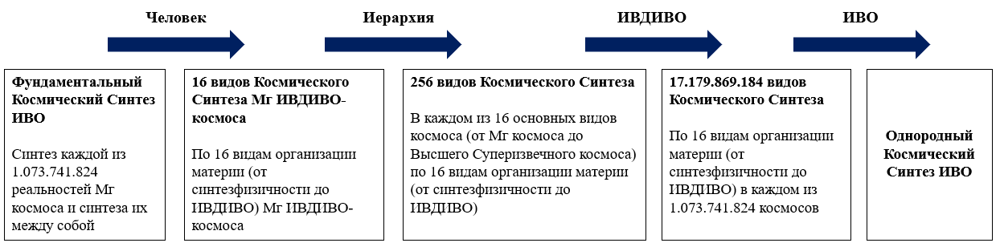 Человек
Иерархия
ИВДИВО
ИВО
Фундаментальный
Космический Синтез
ИВО
Синтез каждой из
1.073.741.824
реальностей Мг
космоса и синтеза их
между собой
16 видов Космического
Синтеза Мг ИВДИВО-
космоса
По 16 видам организации
материи (от
синтезфизичности до
ИВДИВО) Мг ИВДИВО-
космоса
256 видов Космического Синтеза
В каждом из 16 основных видов
космоса (от Мг космоса до
Высшего Суперизвечного космоса)
по 16 видам организации материи
(от синтезфизичности до
ИВДИВО)
17.179.869.184 видов
Космического Синтеза
По 16 видам организации
материи (от
синтезфизичности до
ИВДИВО) в каждом из
1.073.741.824 космосов
Однородный
Космический
Синтез ИВО